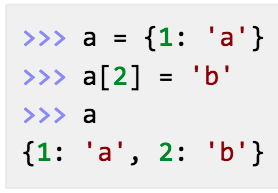 >>> a = {1: 'a'}
>>> a[2] = 'b'
>>> a
{1: 'a', 2: 'b'}